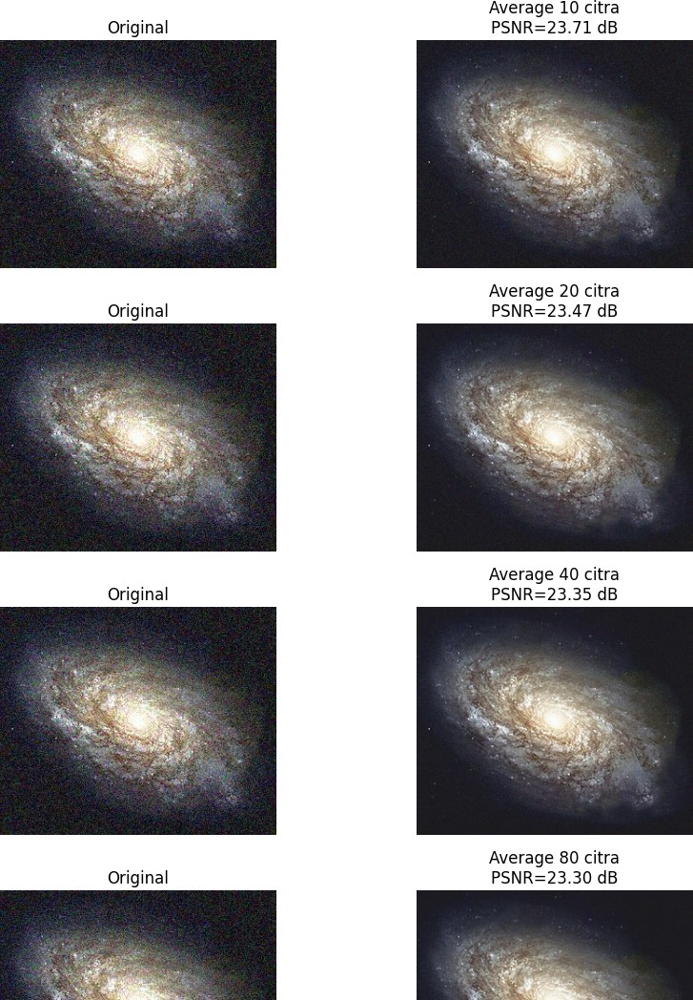 Original
Average 10 citra
PSNR=23.71 dB
Original
Average 20 citra
PSNR=23.47 dB
Original
Average 40 citra
PSNR=23.35 dB
Original
Average 80 citra
PSNR=23.30 dB